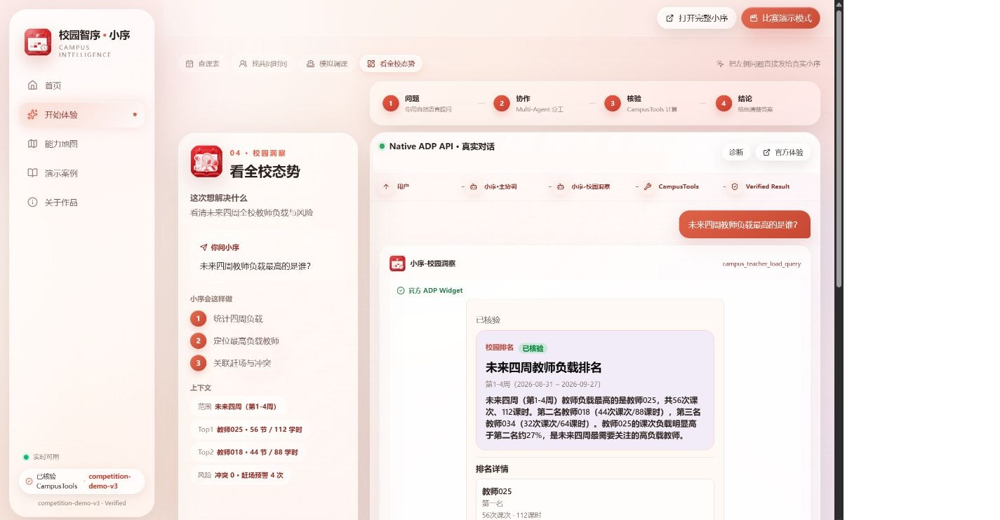 校园智序 • 小序
CAMPUS
INTELLIGENCE
首页
开始体验
能力地图
演示案例
关于作品
实时可用
已核验
CampusTools
·
competition-
demo-v3
competition-demo-v3 · Verified
打开完整小序
比赛演示模式
查课表
找共同时间
模拟调课
看全校态势
把左侧问题直接发给真实小序
1
问题
你用自然语言提问
2
协作
Multi-Agent 分工
3
核验
CampusTools 计算
4
结论
给出清楚答案
04 • 校园洞察
看全校态势
这次想解决什么
看清未来四周全校教师负载与风险
你问小序
未来四周教师负载最高的是谁?
小序会这样做
1 统计四周负载
2 定位最高负载教师
3 关联赶场与冲突
上下文
范围 未来四周（第1-4周）
Top1 教师025 • 56 节 / 112 学时
Top2 教师018 • 44 节 / 88 学时
风险 冲突 0 • 赶场预警 4 次
Native ADP API • 真实对话
诊断
官方体验
用户
小序•主协调
小序-校园洞察
CampusTools
Verified Result
未来四周教师负载最高的是谁?
小序-校园洞察
campus_teacher_load_query
官方 ADP Widget
已核验
校园排名 已核验
未来四周教师负载排名
第1-4周（2026-08-31 ~ 2026-09-27）
未来四周（第1-4周）教师负载最高的是教师025，共56次课
次、112课时。第二名教师018（44次课次/88课时），第三名
教师034（32次课次/64课时）。教师025的课次负载明显高
于第二名约27%，是未来四周最需要关注的高负载教师。
排名详情
教师025
第一名
56次课次 · 112课时